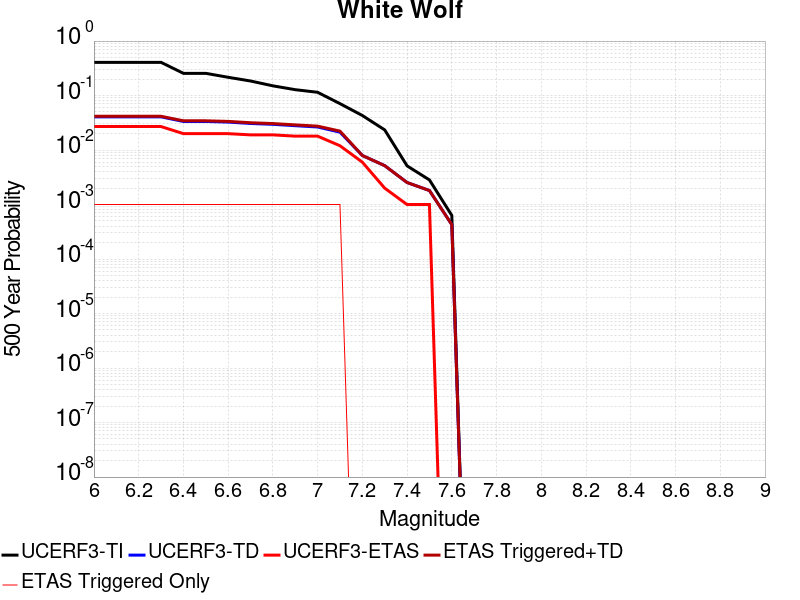 White Wolf
10^0
10^-1
10^-2
10^-3
10^-4
10^-5
10^-6
10^-7
10^-8
500 Year Probability
6 6.2 6.4 6.6 6.8 7 7.2 7.4 7.6 7.8 8 8.2 8.4 8.6 8.8 9
Magnitude
UCERF3-TI UCERF3-TD UCERF3-ETAS ETAS Triggered+TD
ETAS Triggered Only